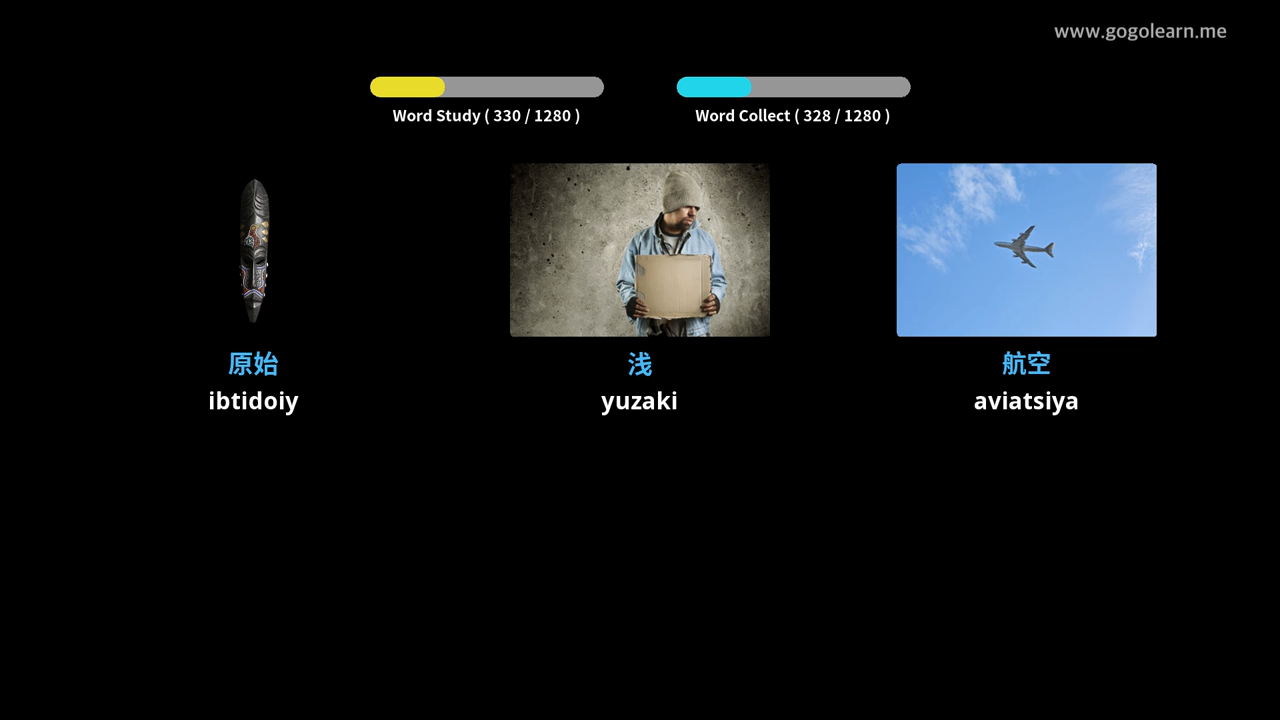 www.gogolearn.me
Word Study ( 330 / 1280 )
Word Collect ( 328 / 1280 )
原始
ibtidoiy
浅
yuzaki
航空
aviatsiya